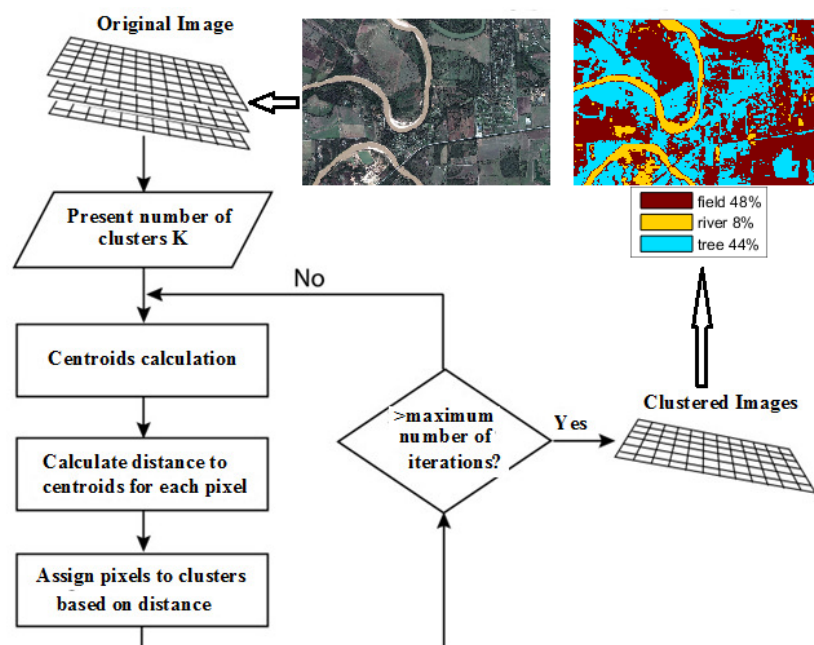 Original Image
Present number of
clusters K
No
Centroids calculation
Calculate distance to
centroids for each pixel
Assign pixels to clusters
based on distance
>maximum
number of
iterations?
Yes
Clustered Images
field 48%
river 8%
tree 44%